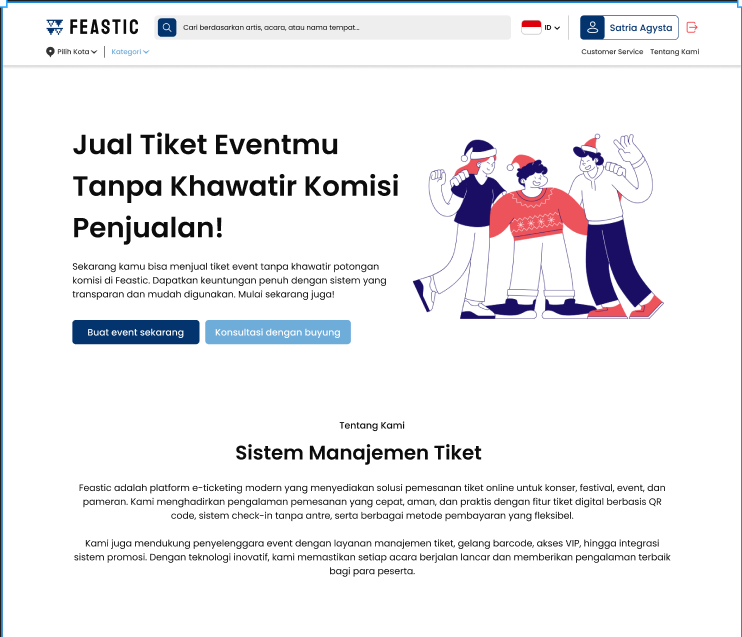 FEASTIC
Cari berdasarkan artis, acara, atau nama tempat...
ID
Satria Agysta
Pilih Kota
Kategori
Customer Service
Tentang Kami
Jual Tiket Eventmu
Tanpa Khawatir Komisi
Penjualan!
Sekarang kamu bisa menjual tiket event tanpa khawatir potongan
komisi di Feastic. Dapatkan keuntungan penuh dengan sistem yang
transparan dan mudah digunakan. Mulai sekarang juga!
Buat event sekarang
Konsultasi dengan buyung
Tentang Kami
Sistem Manajemen Tiket
Feastic adalah platform e-ticketing modern yang menyediakan solusi pemesanan tiket online untuk konser, festival, event, dan
pameran. Kami menghadirkan pengalaman pemesanan yang cepat, aman, dan praktis dengan fitur tiket digital berbasis QR
code, sistem check-in tanpa antre, serta berbagai metode pembayaran yang fleksibel.
Kami juga mendukung penyelenggara event dengan layanan manajemen tiket, gelang barcode, akses VIP, hingga integrasi
sistem promosi. Dengan teknologi inovatif, kami memastikan setiap acara berjalan lancar dan memberikan pengalaman terbaik
bagi para peserta.